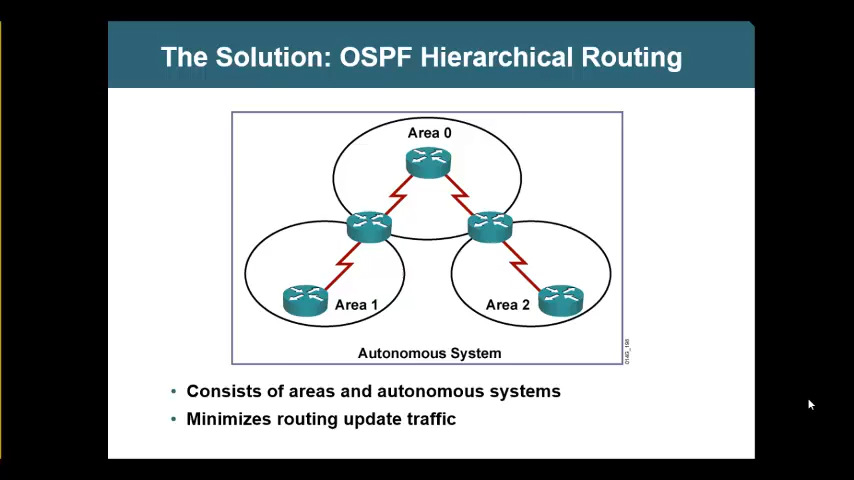 The Solution: OSPF Hierarchical Routing
Area 0
Area 1
Area 2
Autonomous System
• Consists of areas and autonomous systems
• Minimizes routing update traffic